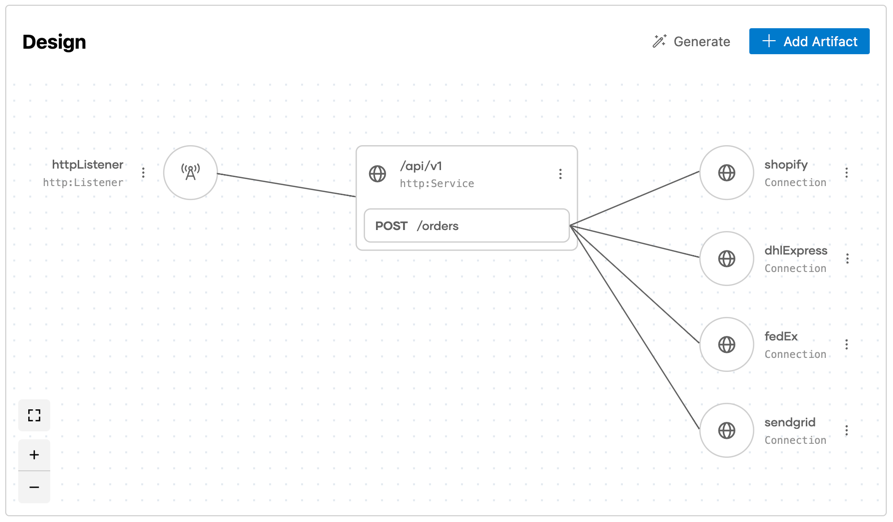 Design
Generate
Add Artifact
httpListener
http:Listener
/api/v1
http:Service
POST /orders
shopify
Connection
dhlExpress
Connection
fedEx
Connection
sendgrid
Connection